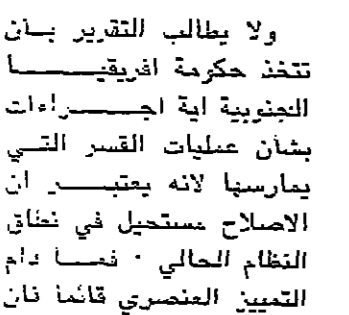 ولا يطالب التقرير بان
تتخذ حكومة افريقيا
الجنوبية اية اجراءات
بشأن عمليات القسر التي
يمارسها لانه يعتبر ان
الاصلاح مستحيل في نطاق
النظام الحالي . فما دام
التمييز العنصري قائما فان